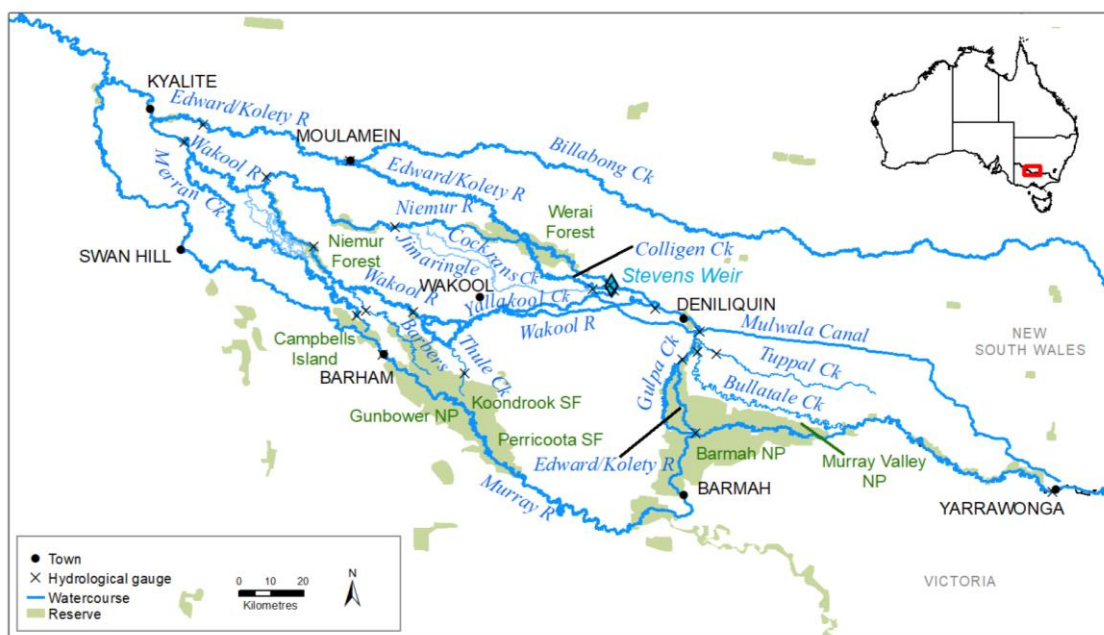 KYALITE
Edward/Kolety R
MOULAMEIN
Billabong Ck
Wakool R
Edward/Kolety R
Merran Ck
Niemur R
Werai
Forest
SWAN HILL
Niemur
Forest
Jimaringle
Cockrans Ck
Colligen Ck
Stevens Weir
WAKOOL
Wakool R
Yallakool Ck
DENILIQUIN
Wakool R
Mulwala Canal
NEW
SOUTH WALES
Campbells
Island
Barbers
Thule Ck
Gulpa Ck
Tuppal Ck
BARHAM
Bullatale Ck
Gunbower NP
Koondrook SF
Perricoota SF
Edward/Kolety R
Barmah NP
Murray Valley
NP
Murray R
BARMAH
YARRAWONGA
VICTORIA
Town
Hydrological gauge
Watercourse
Reserve
0 10 20
Kilometres
N